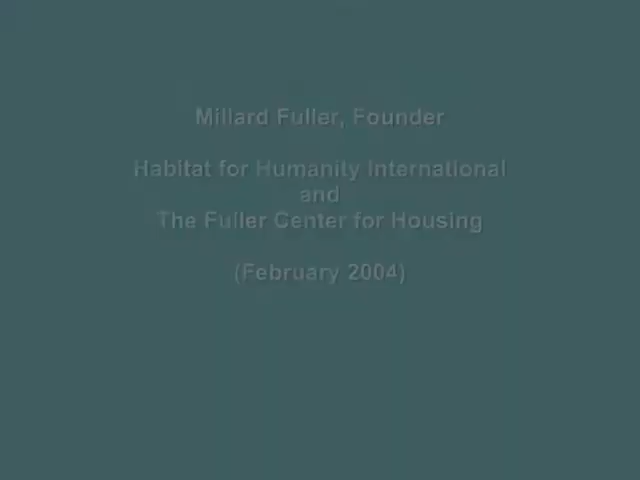 Millard Fuller, Founder
Habitat for Humanity International
and
The Fuller Center for Housing
(February 2004)